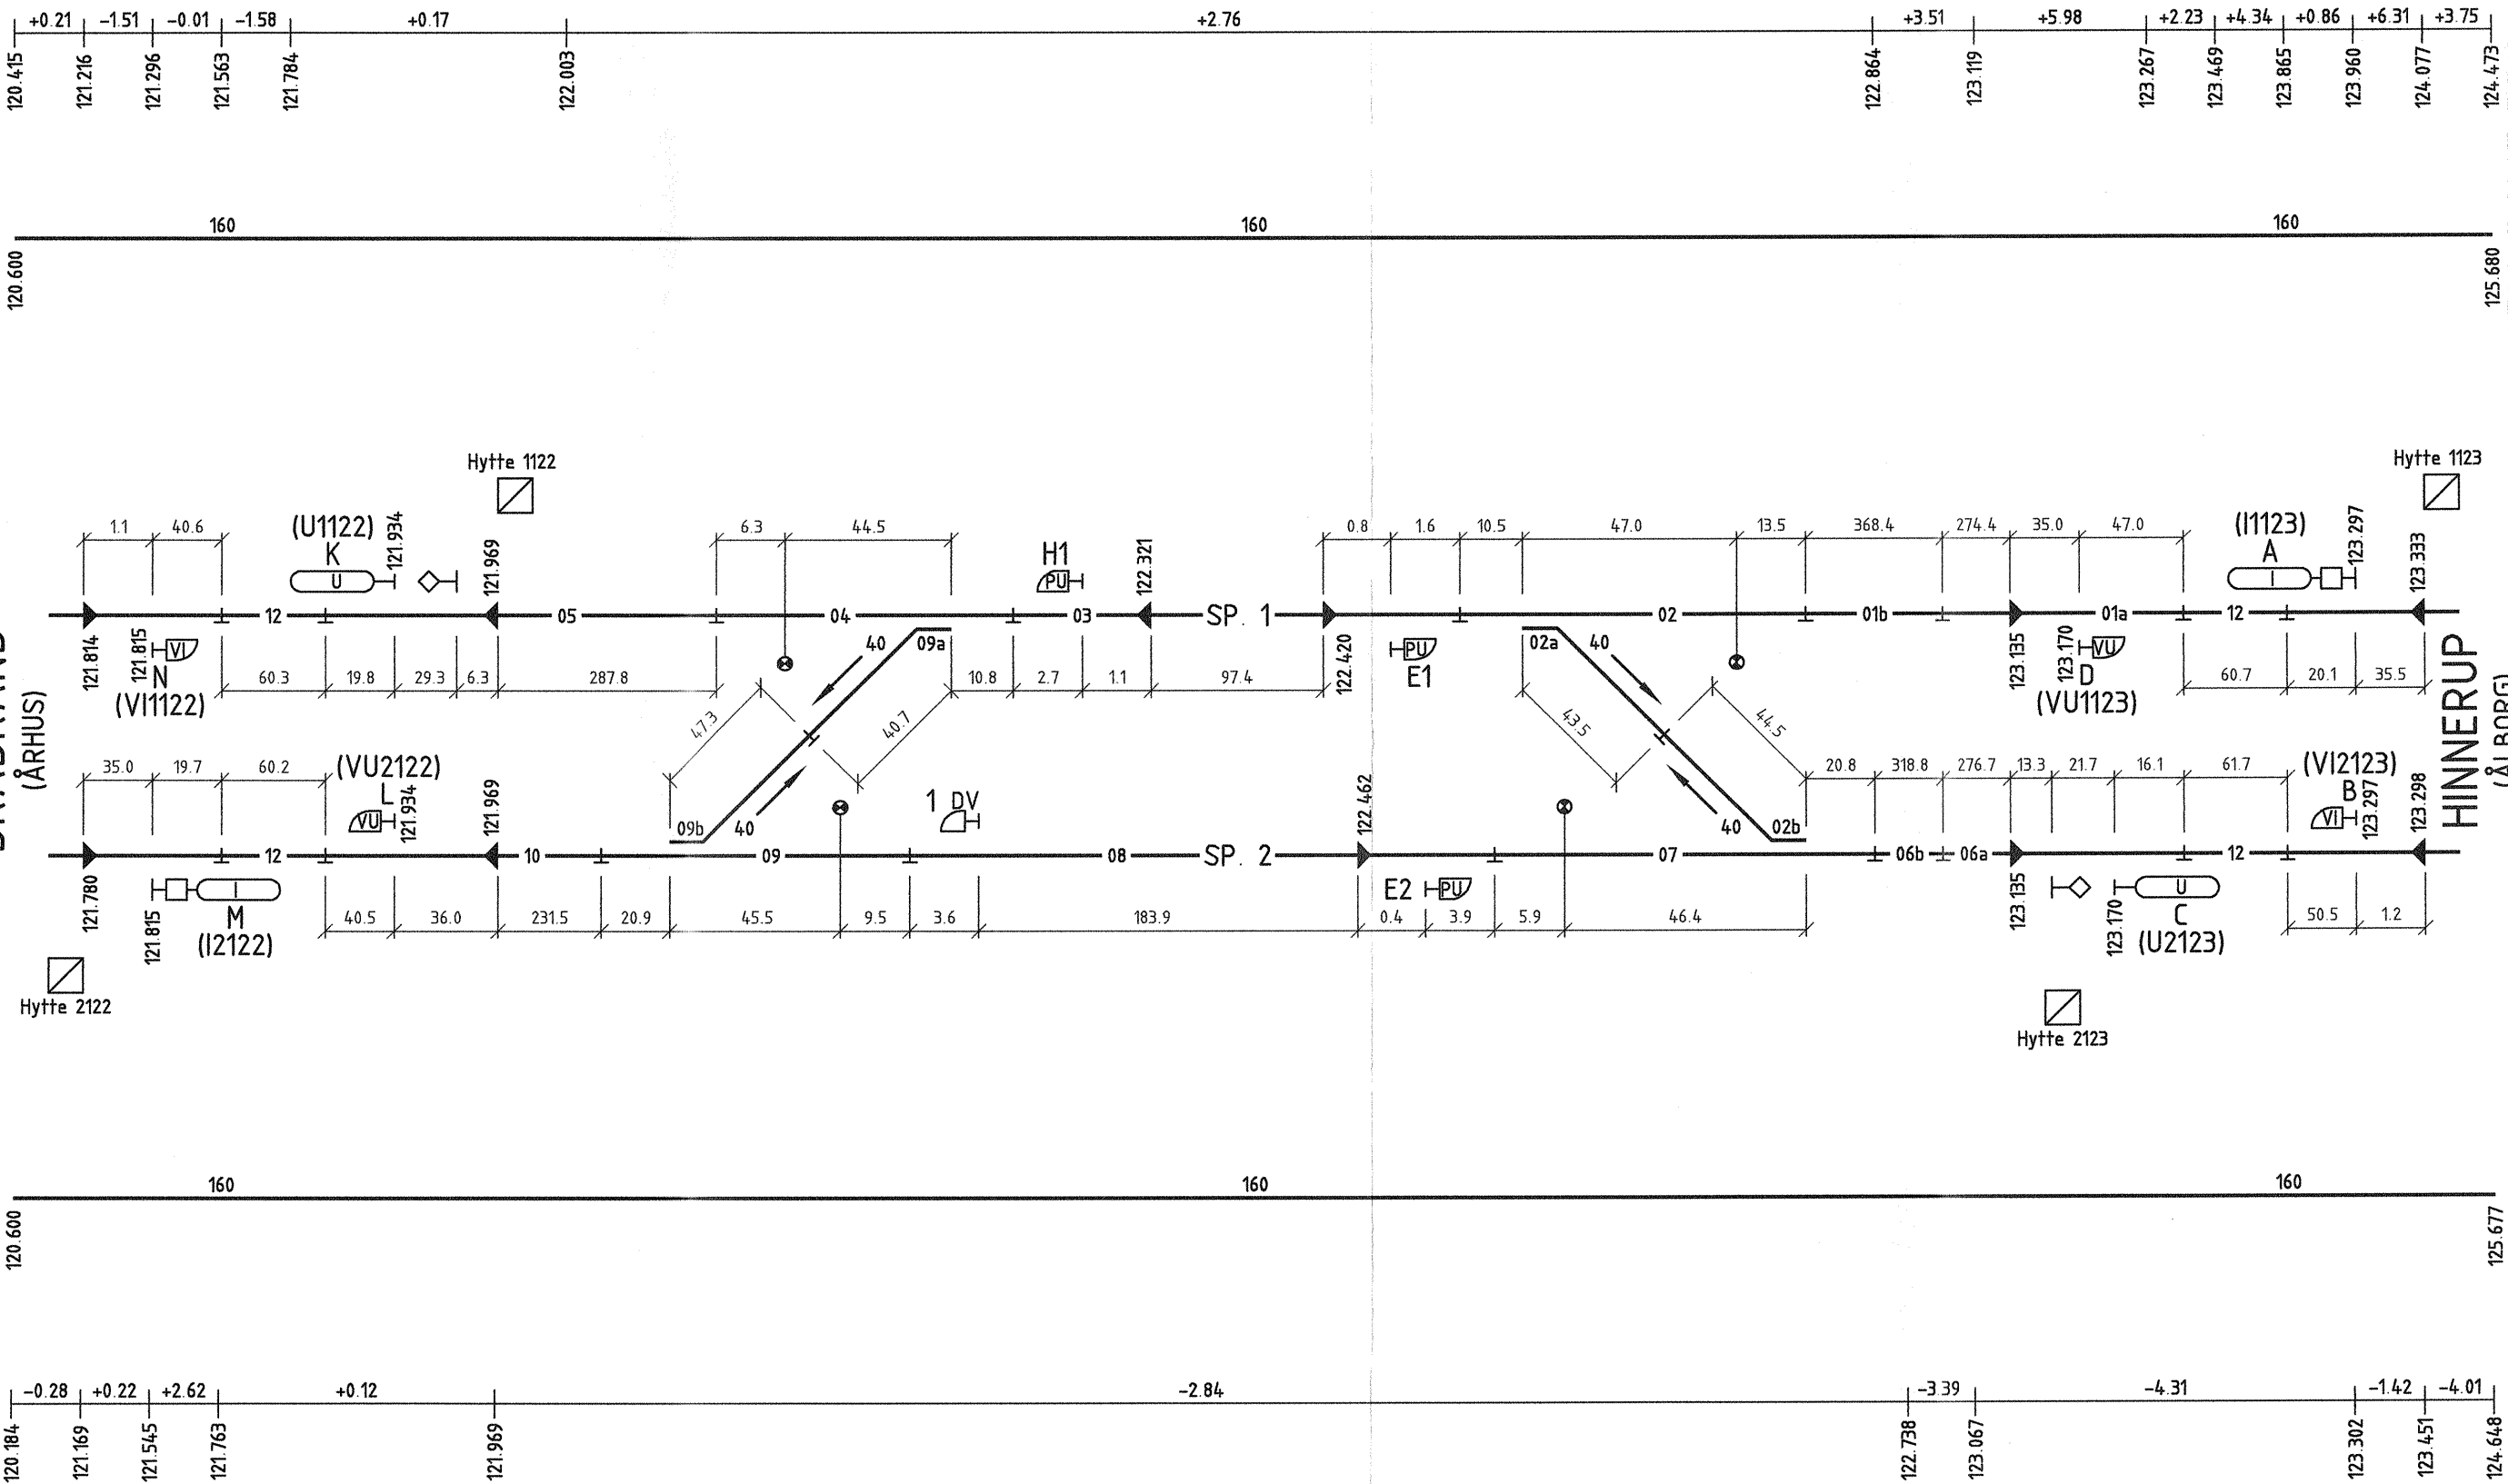 +0.21 -1.51 -0.01 -1.58 +0.17 +2.76 +3.51 +5.98 +2.23 +4.34 +0.86 +6.31 +3.75
120.415 121.216 121.296 121.563 121.784 122.003 122.864 123.119 123.267 123.469 123.865 123.960 124.077 124.473
160 160 160
120.600 125.680
Hytte 1122 Hytte 1123
1.1 40.6 (U1122) 6.3 44.5 0.8 1.6 10.5 47.0 13.5 368.4 274.4 35.0 47.0 (I1123)
K 121.934 121.969 H1 122.321 A 123.297 123.333
U PU I
12 05 04 03 SP. 1 02 01b 01a 12
121.814 121.815 VI 40 09a 122.420 PU 02a 40 123.135 123.170 VU
N E1 D
(VI1122) 60.3 19.8 29.3 6.3 287.8 10.8 2.7 1.1 97.4 (VU1123) 60.7 20.1 35.5
(ÅRHUS) HINNERUP
47.3 40.7 43.5 44.5
35.0 19.7 60.2 (VU2122) 20.8 318.8 276.7 13.3 21.7 16.1 61.7 (VI2123)
L 121.934 121.969 1 DV 122.462 B 123.297 123.298
VU 09b 40 40 02b VI
12 10 09 08 SP. 2 07 06b 06a 12
121.780 121.815 I E2 PU 123.135 123.170 U
M 40.5 36.0 231.5 20.9 45.5 9.5 3.6 183.9 0.4 3.9 5.9 46.4 C 50.5 1.2
(I2122) (U2123)
Hytte 2122 Hytte 2123
160 160 160
120.600 125.677
-0.28 +0.22 +2.62 +0.12 -2.84 -3.39 -4.31 -1.42 -4.01
120.184 121.169 121.545 121.763 121.969 122.738 123.067 123.302 123.451 124.648